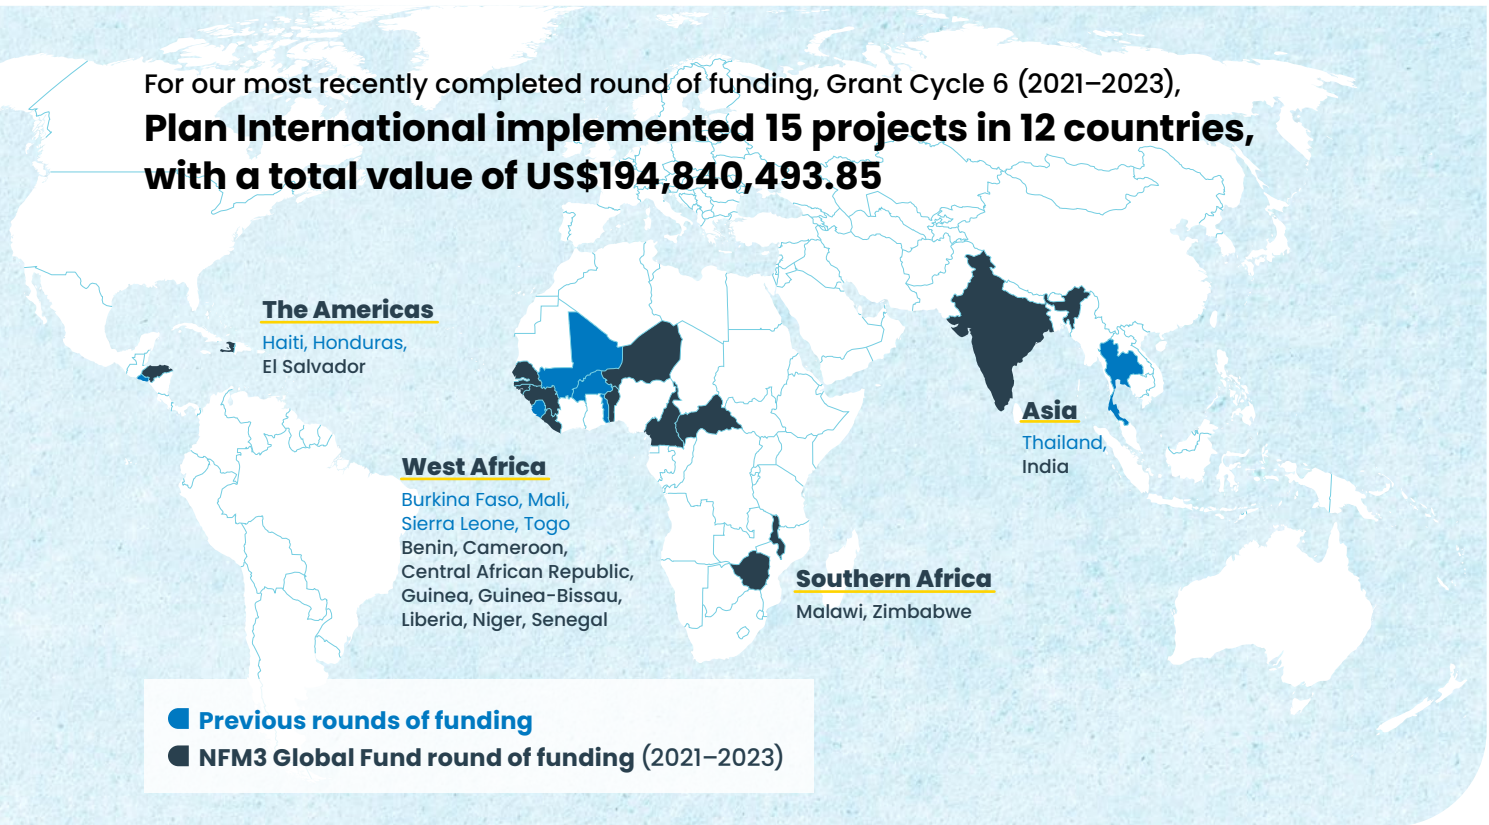 For our most recently completed round of funding, Grant Cycle 6 (2021–2023),
Plan International implemented 15 projects in 12 countries,
with a total value of US$194,840,493.85
The Americas
Haiti, Honduras,
El Salvador
West Africa
Burkina Faso, Mali,
Sierra Leone, Togo
Benin, Cameroon,
Central African Republic,
Guinea, Guinea-Bissau,
Liberia, Niger, Senegal
Southern Africa
Malawi, Zimbabwe
Asia
Thailand,
India
Previous rounds of funding
NFM3 Global Fund round of funding (2021–2023)